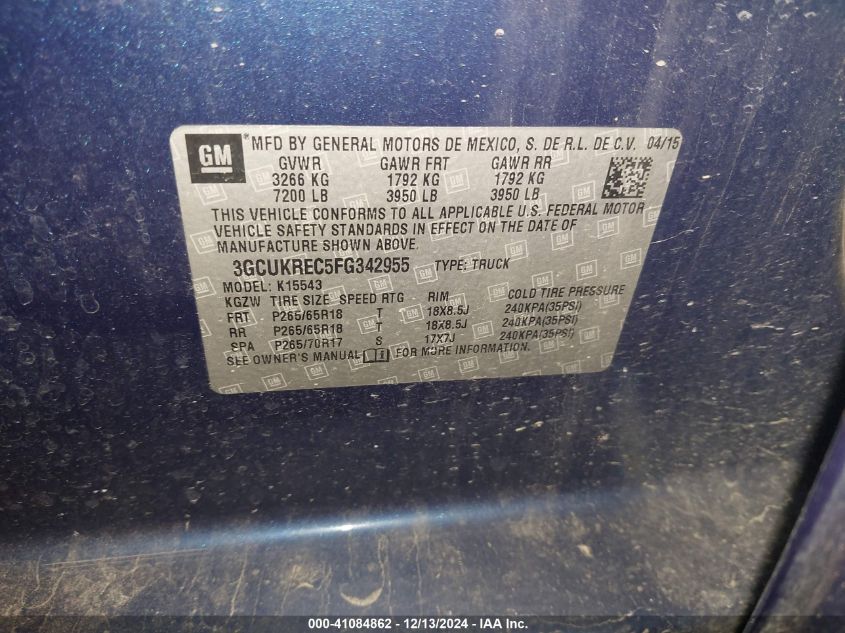 GM ® MFD BY GENERAL MOTORS DE MEXICO, S. DE R.L. DE C.V. 04/15
GVWR GAWR FRT GAWR RR
3266 KG 1792 KG 1792 KG
7200 LB 3950 LB 3950 LB
THIS VEHICLE CONFORMS TO ALL APPLICABLE U.S. FEDERAL MOTOR
VEHICLE SAFETY STANDARDS IN EFFECT ON THE DATE OF
MANUFACTURE SHOWN ABOVE.
3GCUKREC5FG342955 TYPE: TRUCK
MODEL: K15543
KGZW TIRE SIZE SPEED RTG RIM COLD TIRE PRESSURE
FRT P265/65R18 T 18X8.5J 240KPA(35PSI)
RR P265/65R18 T 18X8.5J 240KPA(35PSI)
SPA P265/70R17 S 17X7J 240KPA(35PSI)
SEE OWNER'S MANUAL FOR MORE INFORMATION.
000-41084862 - 12/13/2024 - IAA Inc.